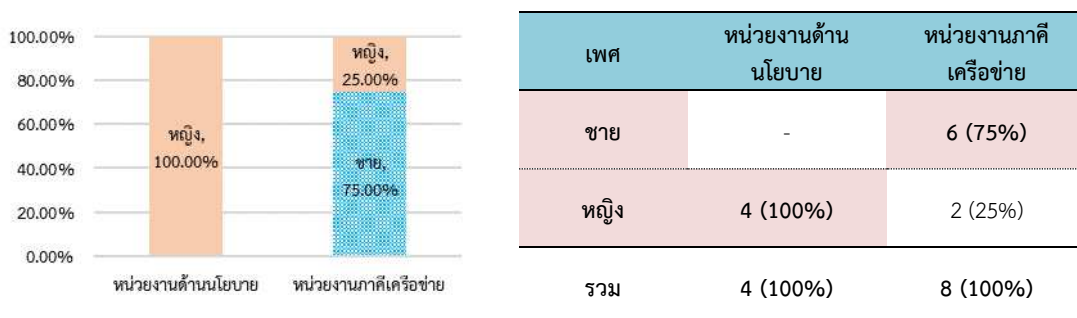 100.00%
80.00%
60.00%
40.00%
20.00%
0.00%
หญิง,
100.00%
หญิง,
25.00%
ชาย,
75.00%
หน่วยงานด้านนโยบาย หน่วยงานภาคีเครือข่าย
เพศ หน่วยงานด้าน หน่วยงานภาคี
นโยบาย เครือข่าย
ชาย - 6 (75%)
หญิง 4 (100%) 2 (25%)
รวม 4 (100%) 8 (100%)